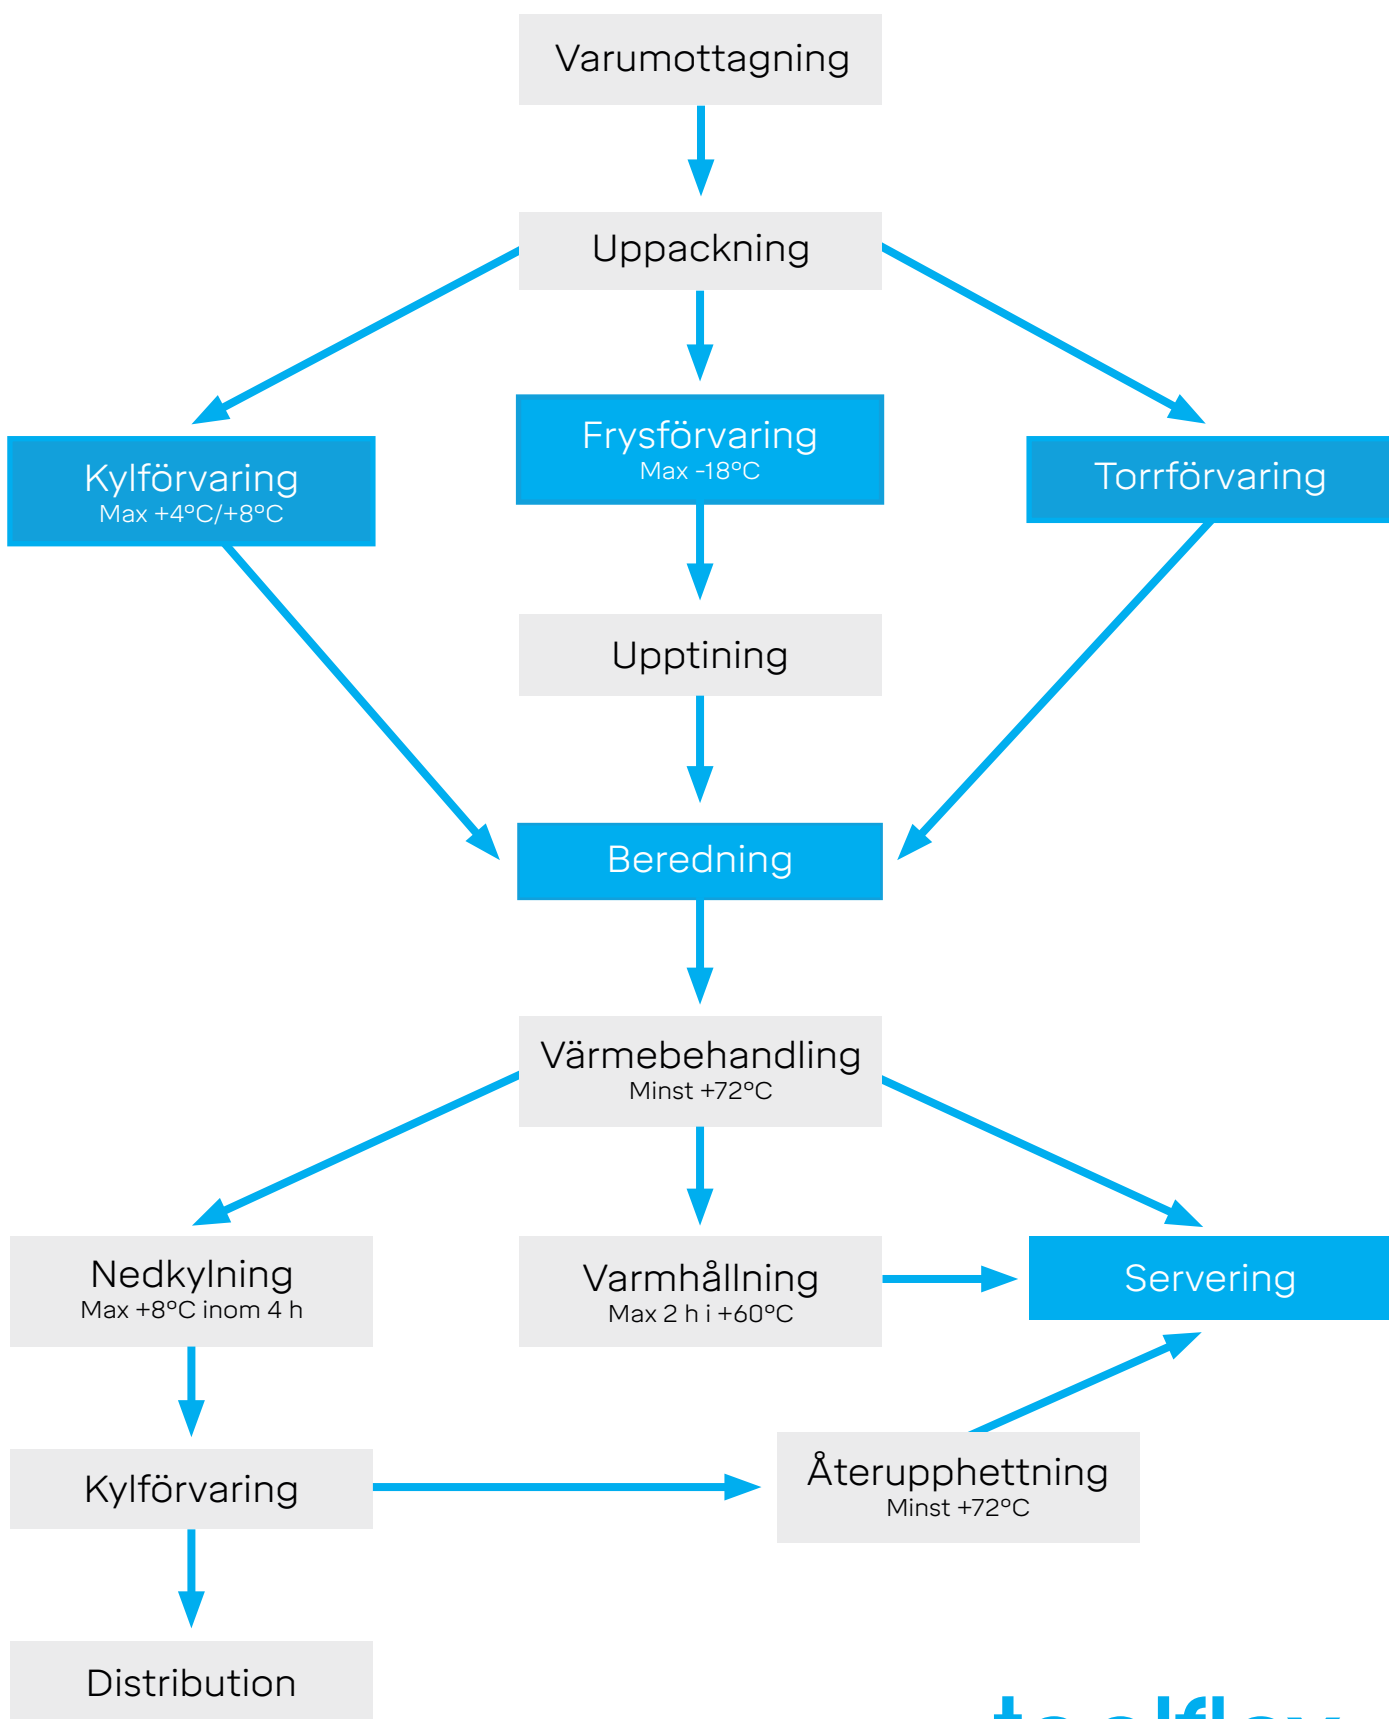 Varumottagning
Uppackning
Kylförvaring
Max +4°C/+8°C
Frysförvaring
Max -18°C
Torrförvaring
Upptining
Beredning
Värmebehandling
Minst +72°C
Nedkylning
Max +8°C inom 4 h
Varmhållning
Max 2 h i +60°C
Servering
Kylförvaring
Återupphettning
Minst +72°C
Distribution